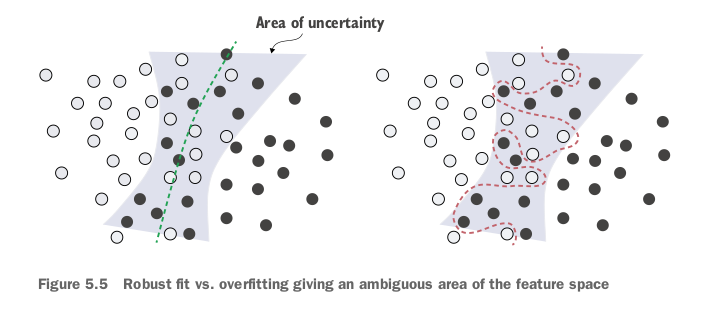 Area of uncertainty
Figure 5.5 Robust fit vs. overfitting giving an ambiguous area of the feature space